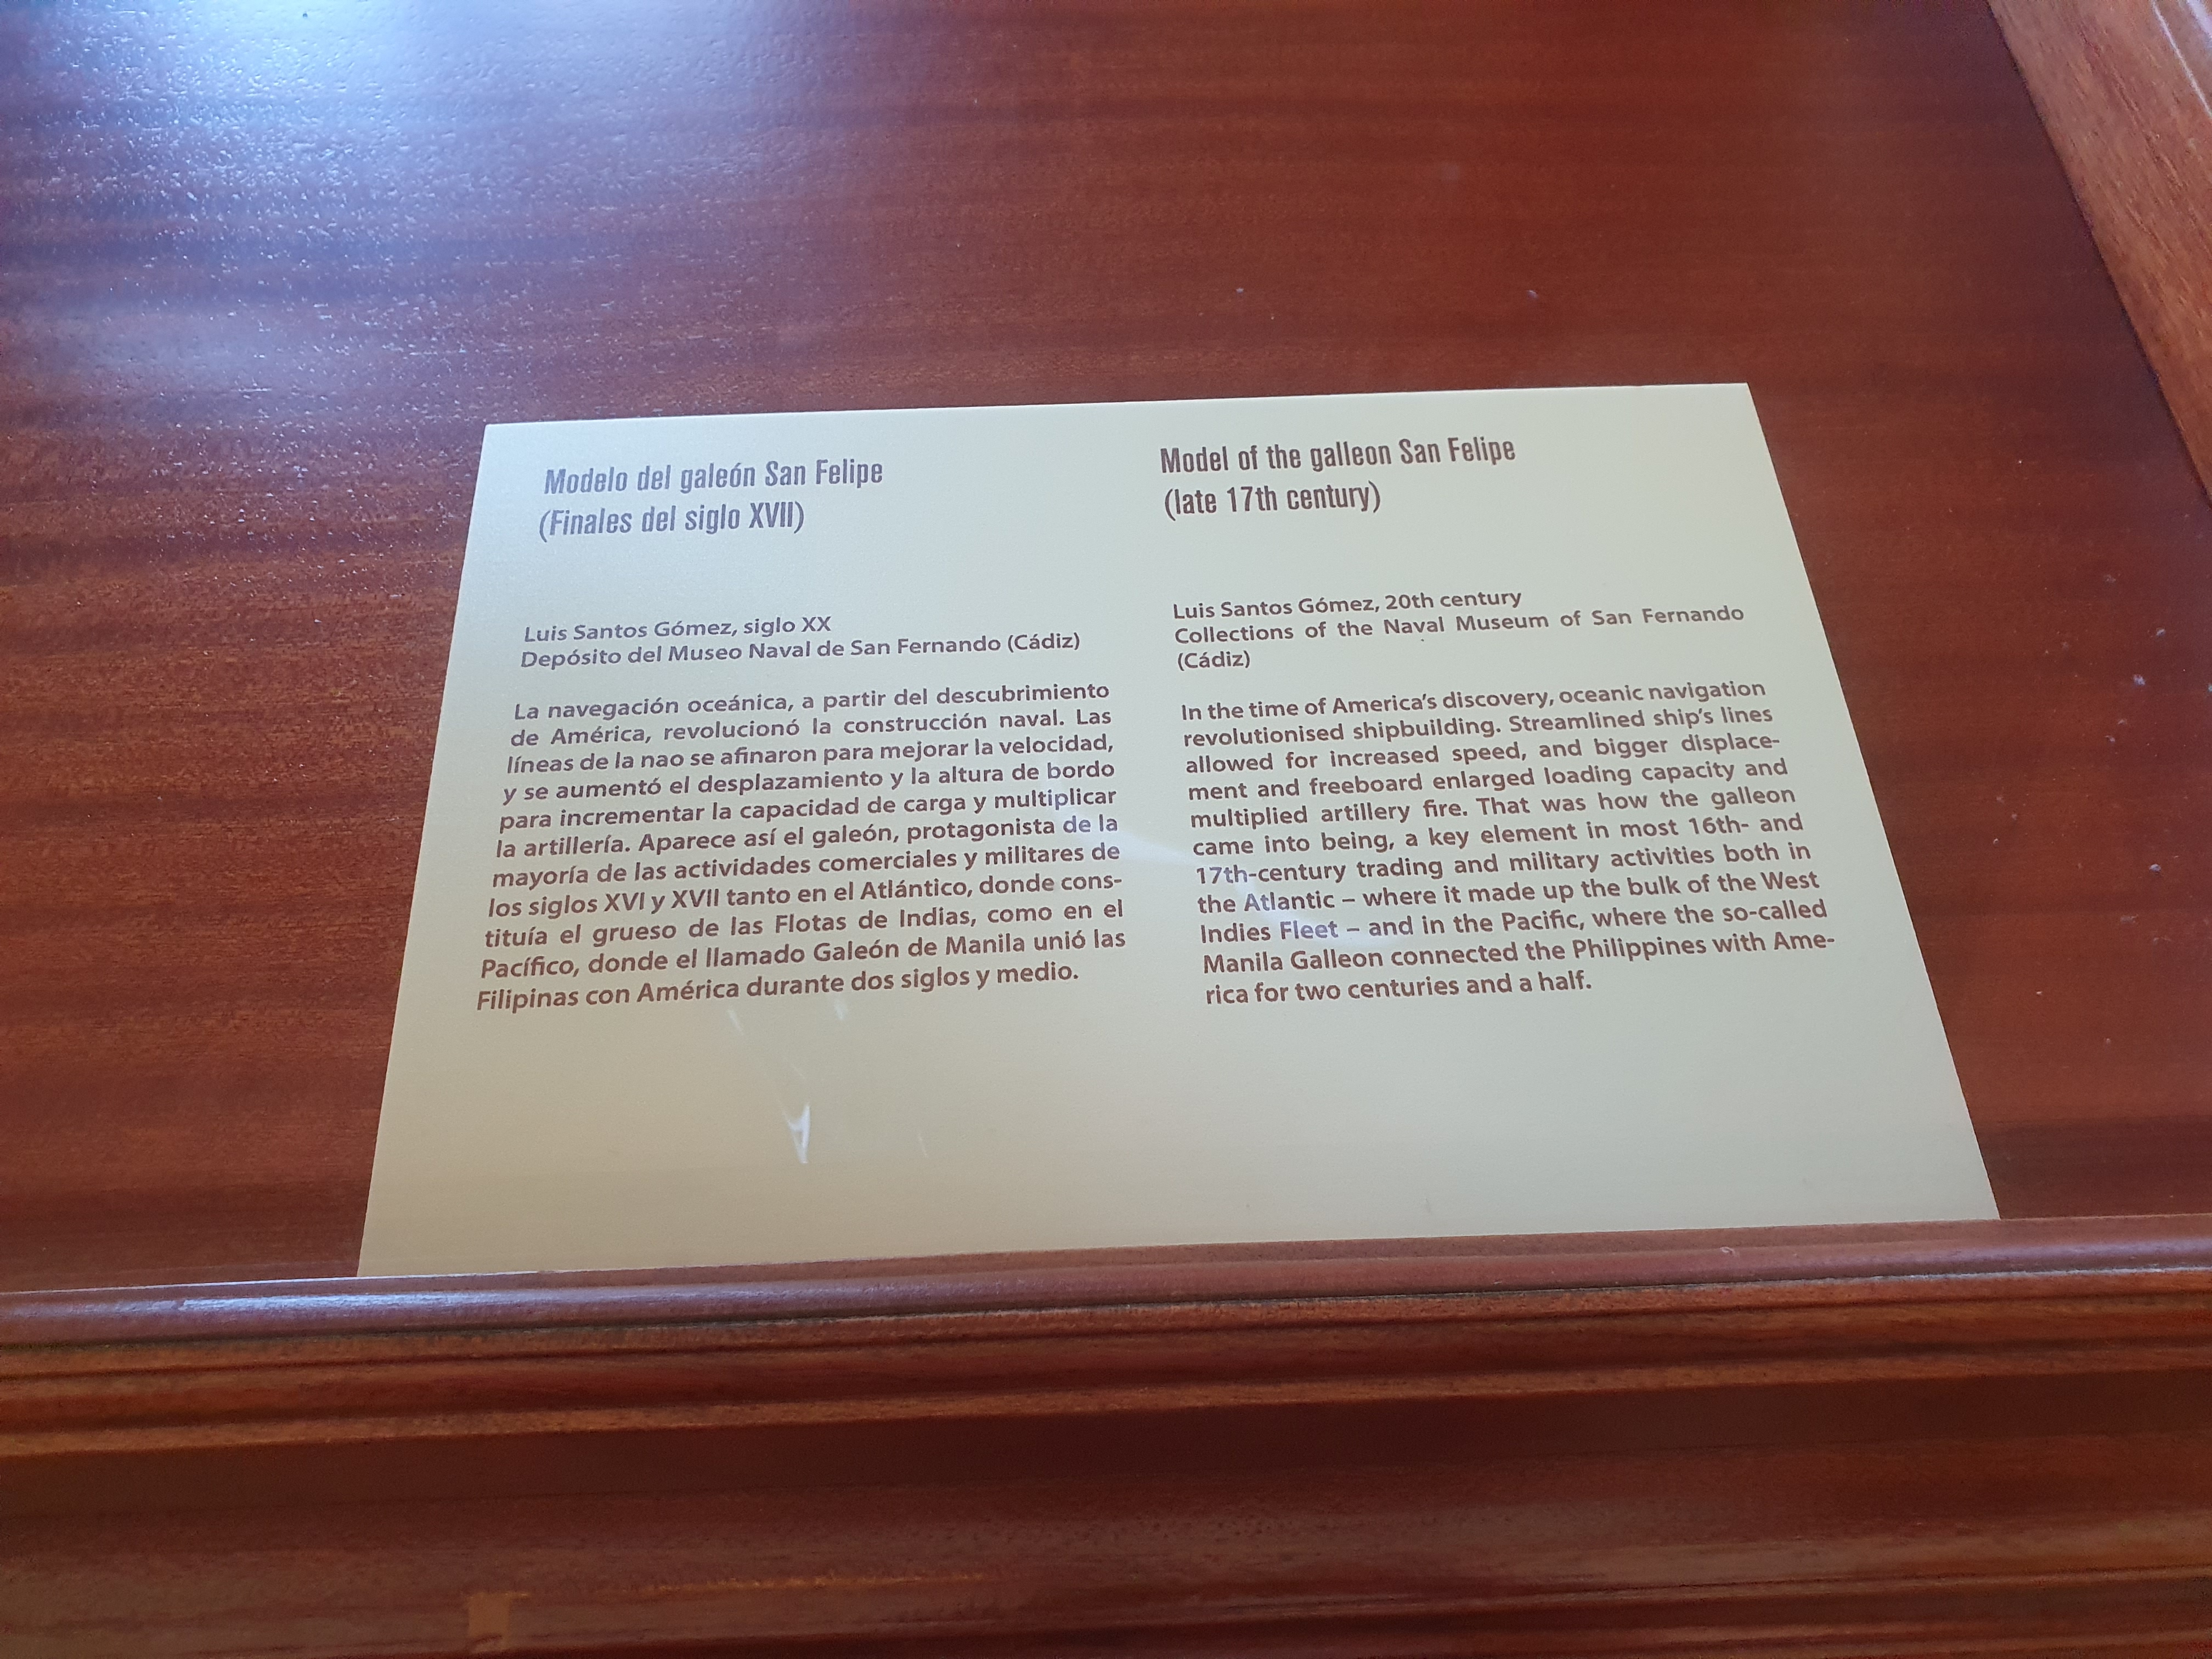 Modelo del galeón San Felipe
(Finales del siglo XVII)
Luis Santos Gómez, siglo XX
Depósito del Museo Naval de San Fernando (Cádiz)
La navegación oceánica, a partir del descubrimiento
de América, revolucionó la construcción naval. Las
líneas de la nao se afinaron para mejorar la velocidad,
y se aumentó el desplazamiento y la altura de bordo
para incrementar la capacidad de carga y multiplicar
la artillería. Aparece así el galeón, protagonista de la
mayoría de las actividades comerciales y militares de
los siglos XVI y XVII tanto en el Atlántico, donde cons-
tituía el grueso de las Flotas de Indias, como en el
Pacífico, donde el llamado Galeón de Manila unió las
Filipinas con América durante dos siglos y medio.
Model of the galleon San Felipe
(late 17th century)
Luis Santos Gómez, 20th century
Collections of the Naval Museum of San Fernando
(Cádiz)
In the time of America's discovery, oceanic navigation
revolutionised shipbuilding. Streamlined ship's lines
allowed for increased speed, and bigger displace-
ment and freeboard enlarged loading capacity and
multiplied artillery fire. That was how the galleon
came into being, a key element in most 16th- and
17th-century trading and military activities both in
the Atlantic – where it made up the bulk of the West
Indies Fleet – and in the Pacific, where the so-called
Manila Galleon connected the Philippines with Ame-
rica for two centuries and a half.